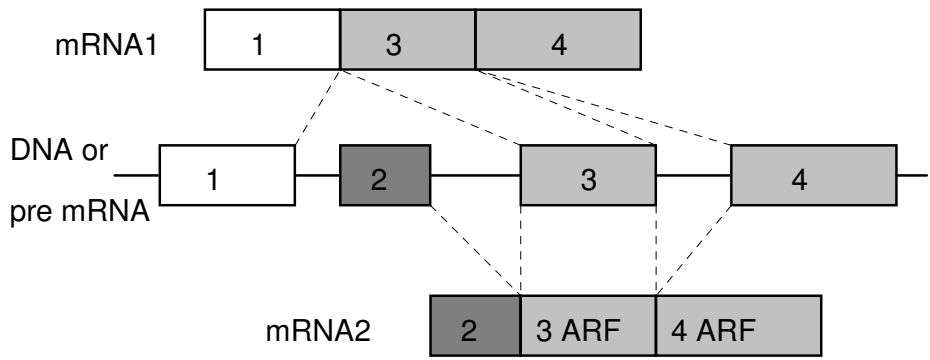 mRNA1 1 3 4
DNA or
pre mRNA 1 2 3 4
mRNA2 2 3 ARF 4 ARF